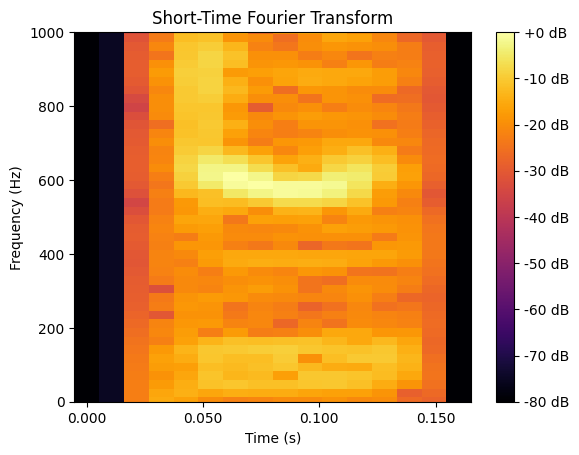 Short-Time Fourier Transform
1000
800
600
400
200
0
Frequency (Hz)
0.000
0.050
0.100
0.150
Time (s)
+0 dB
-10 dB
-20 dB
-30 dB
-40 dB
-50 dB
-60 dB
-70 dB
-80 dB